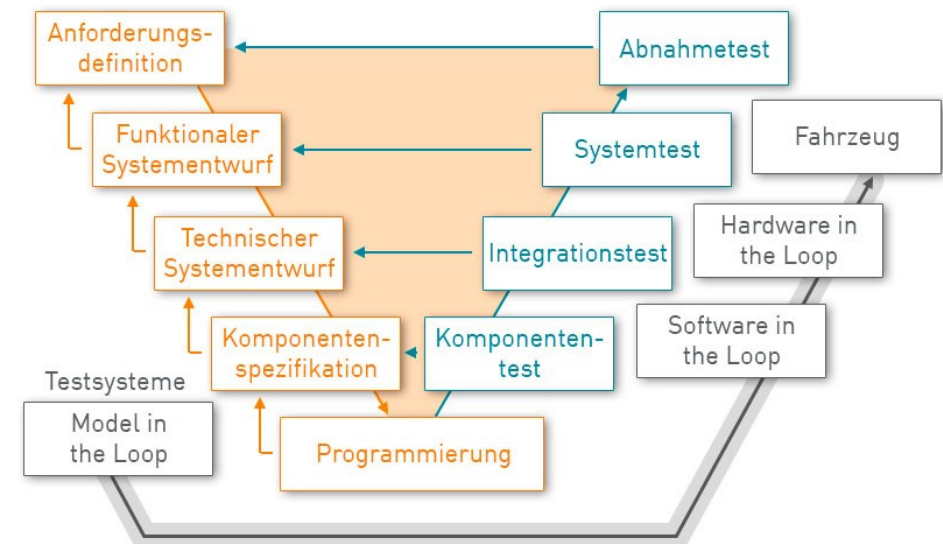 Anforderungs-
definition
Abnahmetest
Funktionaler
Systementwurf
Systemtest
Fahrzeug
Technischer
Systementwurf
Integrationstest
Hardware in
the Loop
Komponenten-
spezifikation
Komponenten-
test
Software in
the Loop
Testsysteme
Model in
the Loop
Programmierung